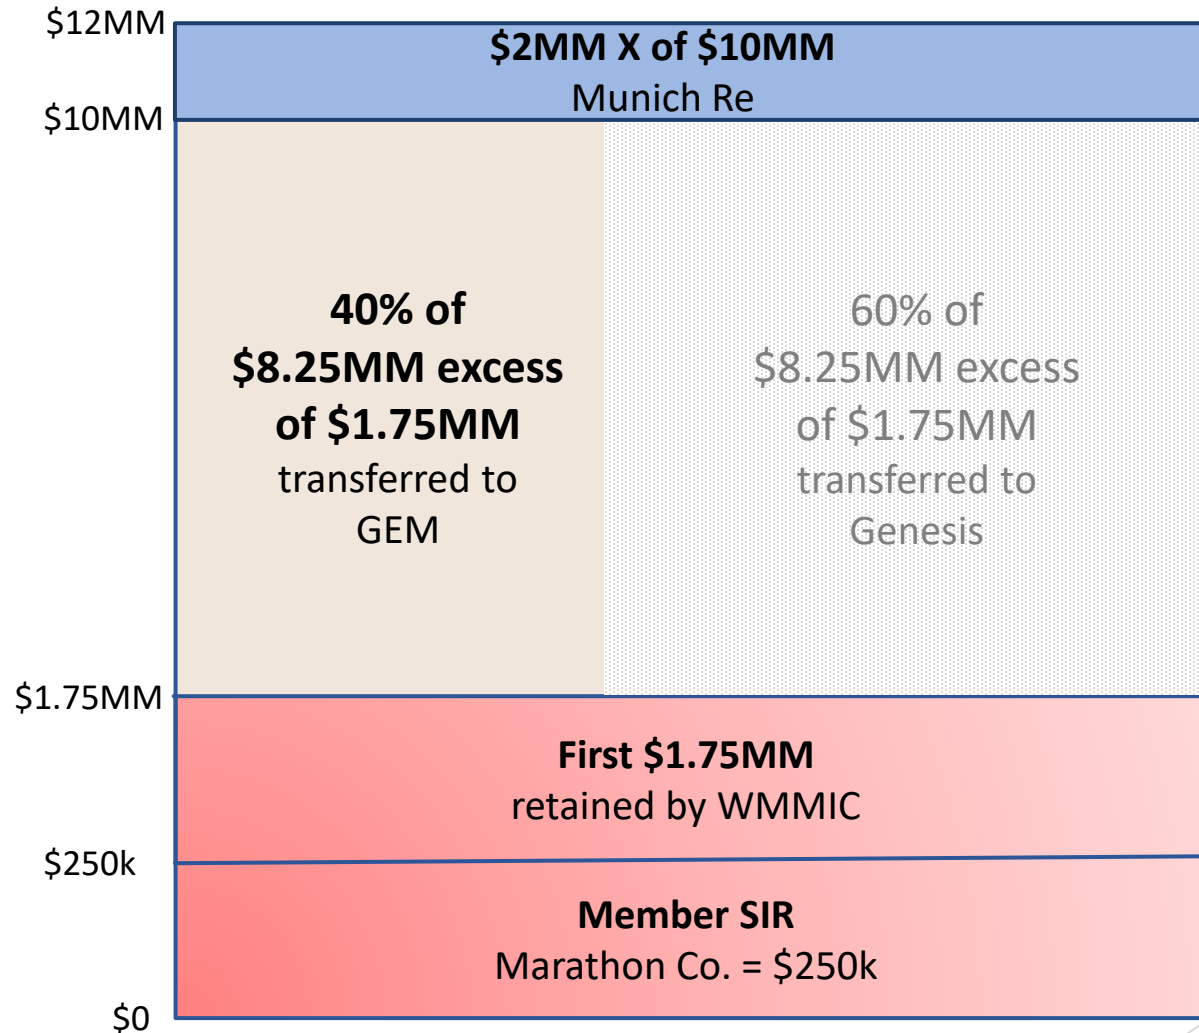 $12MM
$2MM X of $10MM
Munich Re
$10MM
40% of
$8.25MM excess
of $1.75MM
transferred to
GEM
60% of
$8.25MM excess
of $1.75MM
transferred to
Genesis
$1.75MM
First $1.75MM
retained by WMMIC
$250k
Member SIR
Marathon Co. = $250k
$0